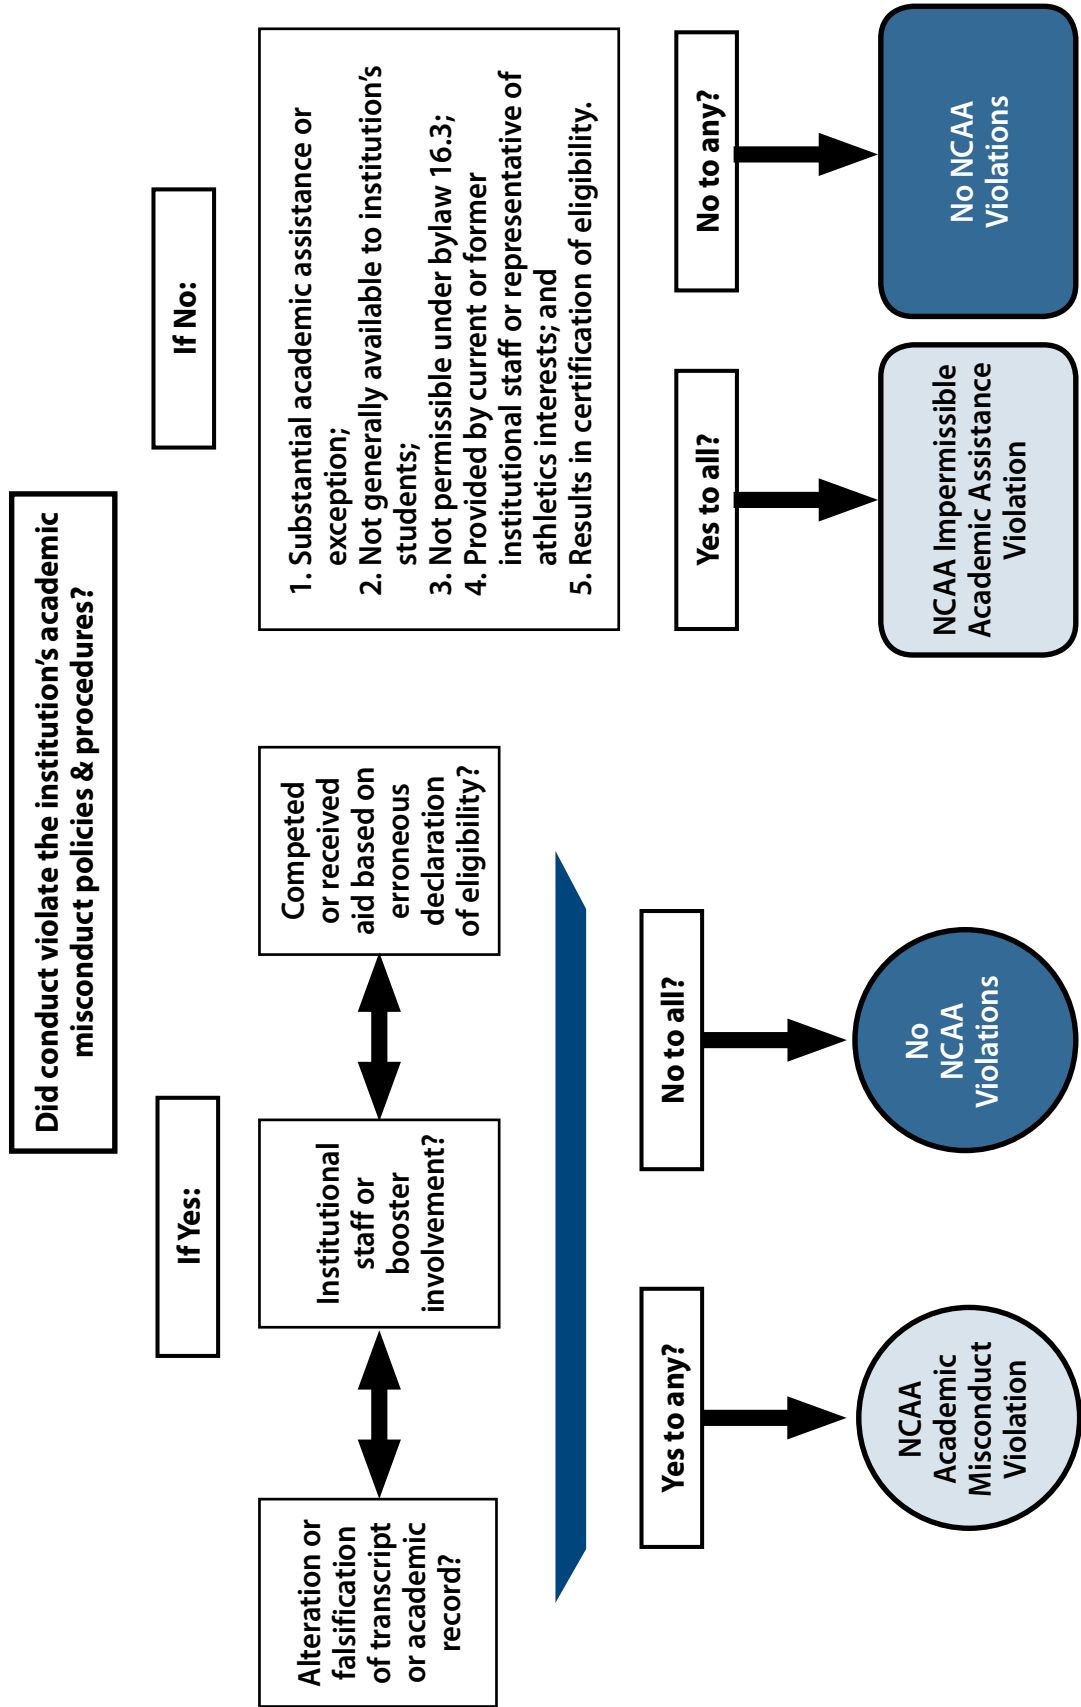 Did conduct violate the institution's academic
misconduct policies & procedures?
If Yes:
Alteration or
falsification
of transcript
or academic
record?
Institutional
staff or
booster
involvement?
Competed
or received
aid based on
erroneous
declaration
of eligibility?
Yes to any?
NCAA
Academic
Misconduct
Violation
No to all?
No
NCAA
Violations
If No:
1. Substantial academic assistance or
exception;
2. Not generally available to institution's
students;
3. Not permissible under bylaw 16.3;
4. Provided by current or former
institutional staff or representative of
athletics interests; and
5. Results in certification of eligibility.
Yes to all?
NCAA Impermissible
Academic Assistance
Violation
No to any?
No NCAA
Violations